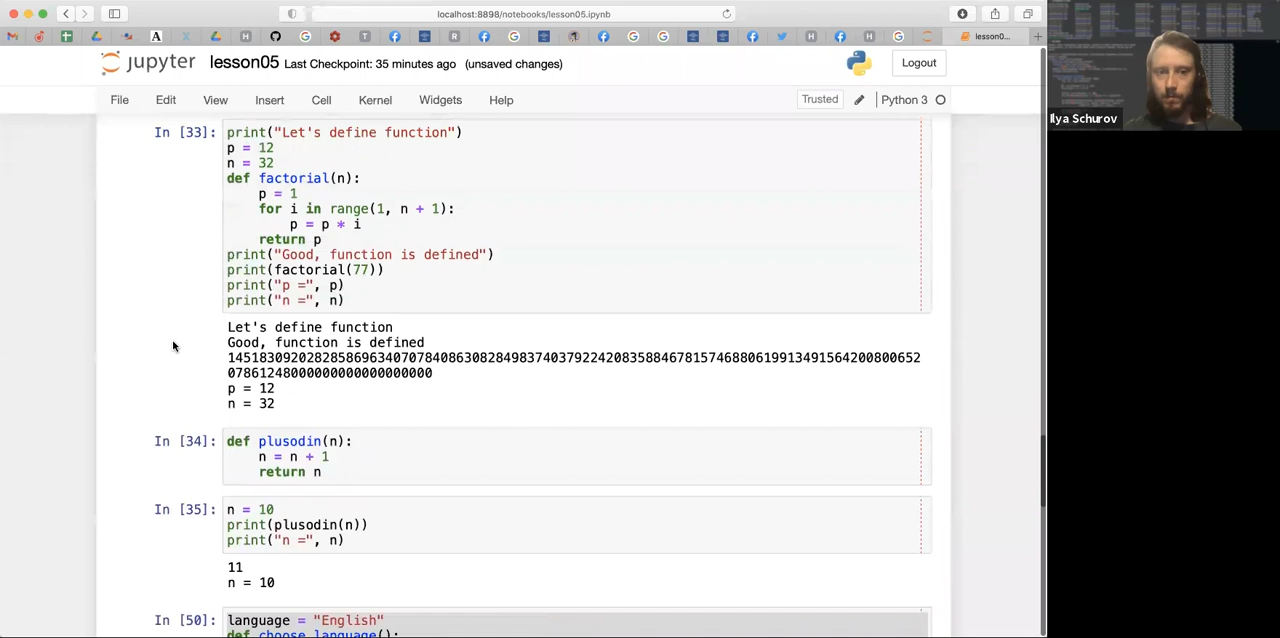 localhost:8898/notebooks/lesson05.ipynb
lesson0...
jupyter lesson05 Last Checkpoint: 35 minutes ago (unsaved changes)
Logout
File Edit View Insert Cell Kernel Widgets Help
Trusted
Python 3
Ilya Schurov
In [33]:
print("Let's define function")
p = 12
n = 32
def factorial(n):
    p = 1
    for i in range(1, n + 1):
        p = p * i
    return p
print("Good, function is defined")
print(factorial(77))
print("p =", p)
print("n =", n)
Let's define function
Good, function is defined
1451830920282858696340707840863082849837403792242083588467815746880619913491564200800652
07861248000000000000000000
p = 12
n = 32
In [34]:
def plusodin(n):
    n = n + 1
    return n
In [35]:
n = 10
print(plusodin(n))
print("n =", n)
11
n = 10
In [50]:
language = "English"
def choose_language():